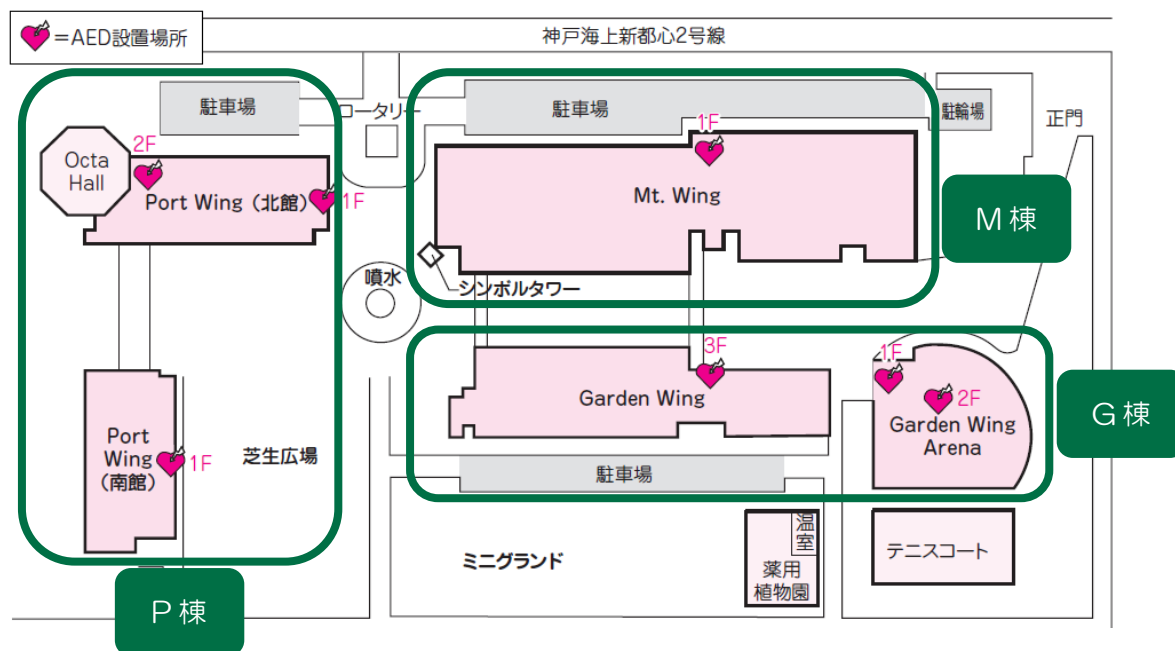 =AED設置場所
神戸海上新都心2号線
駐車場
ロータリー
駐車場
駐輪場
正門
Octa
Hall
2F
Port Wing（北館）
1F
1F
Mt. Wing
M棟
シンボルタワー
噴水
Port
Wing
（南館）
1F
芝生広場
3F
Garden Wing
1F
2F
Garden Wing
Arena
G棟
駐車場
ミニグランド
温室
薬用
植物園
テニスコート
P棟